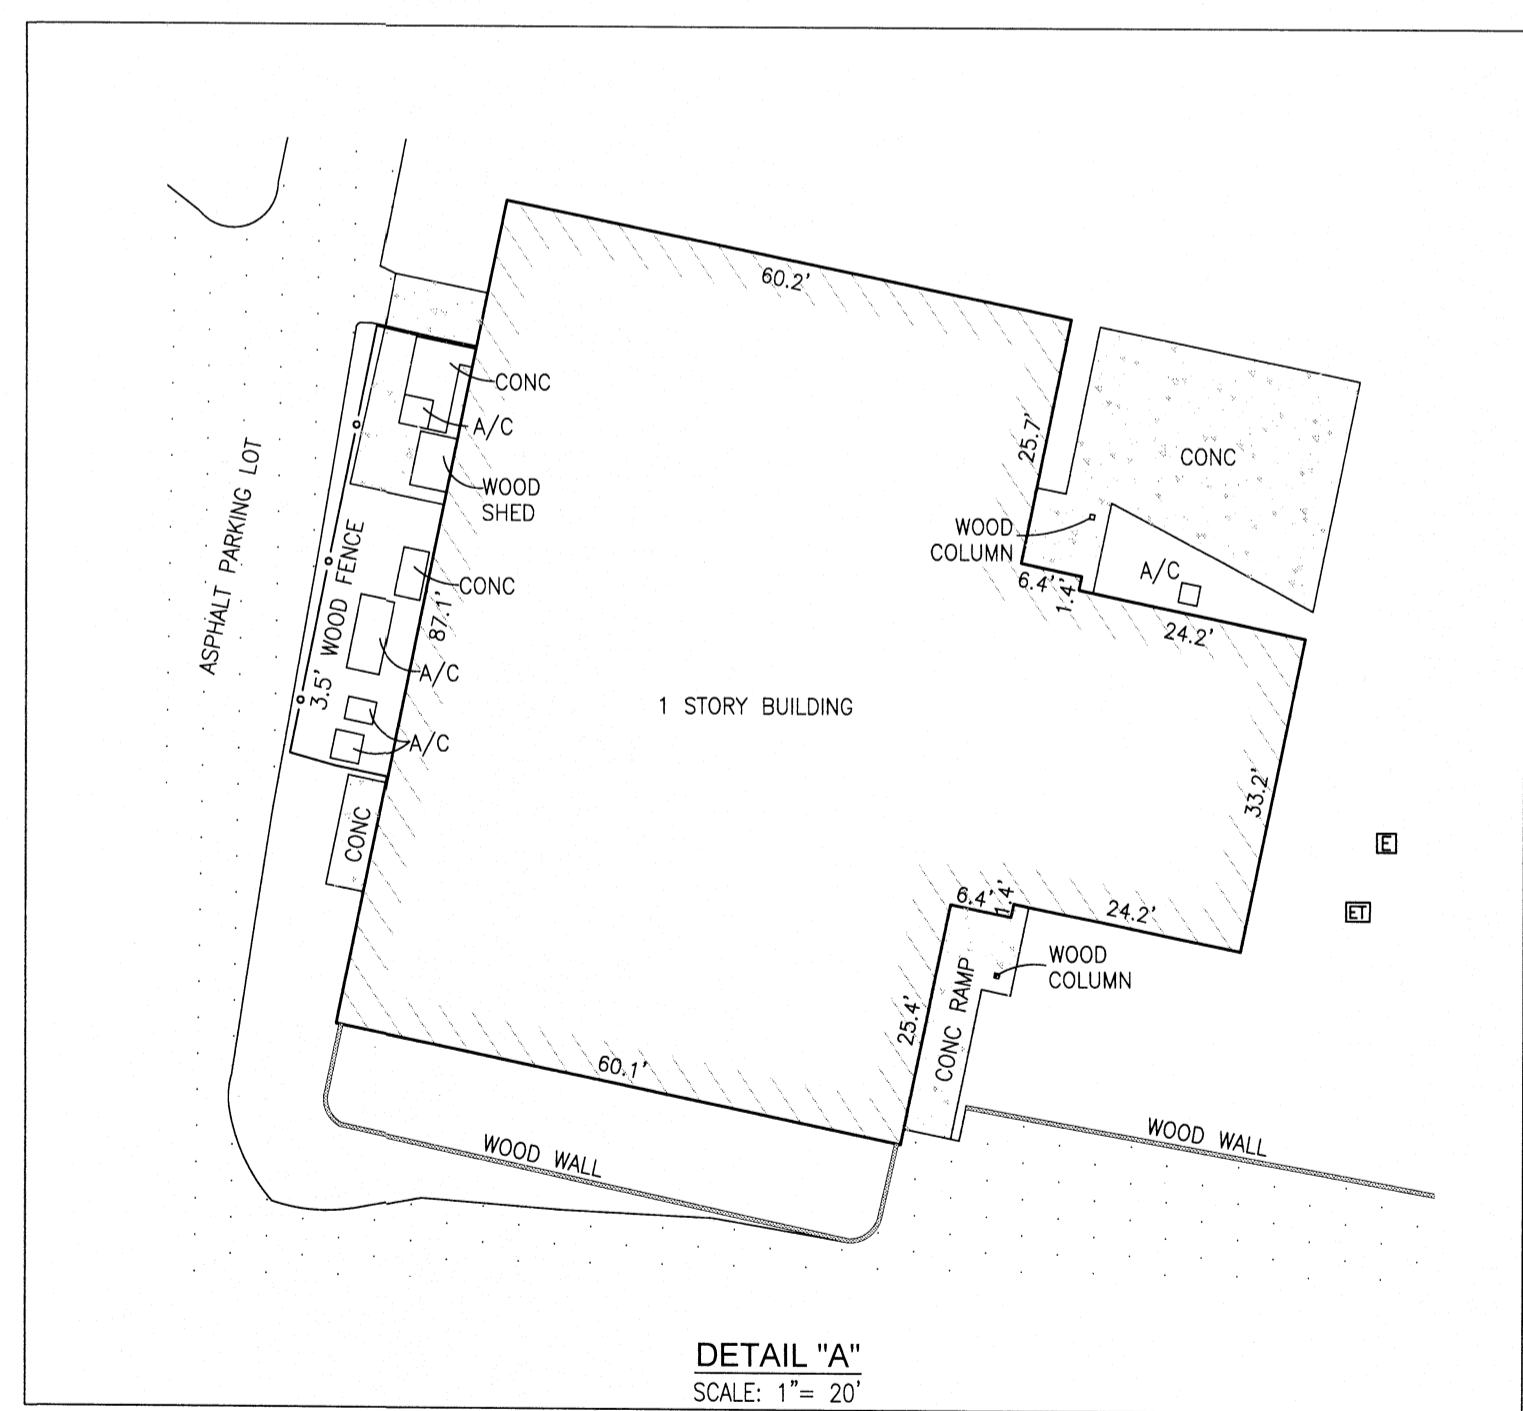 60.2'
CONC
A/C
WOOD
SHED
ASPHALT PARKING LOT
3.5' WOOD FENCE
CONC
87.1'
A/C
A/C
CONC
25.7'
CONC
WOOD
COLUMN
A/C
6.4'
1.4'
24.2'
1 STORY BUILDING
33.2'
E
ET
6.4'
1.4'
24.2'
WOOD
COLUMN
25.4'
CONC RAMP
60.1'
WOOD WALL
WOOD WALL
DETAIL "A"
SCALE: 1"= 20'